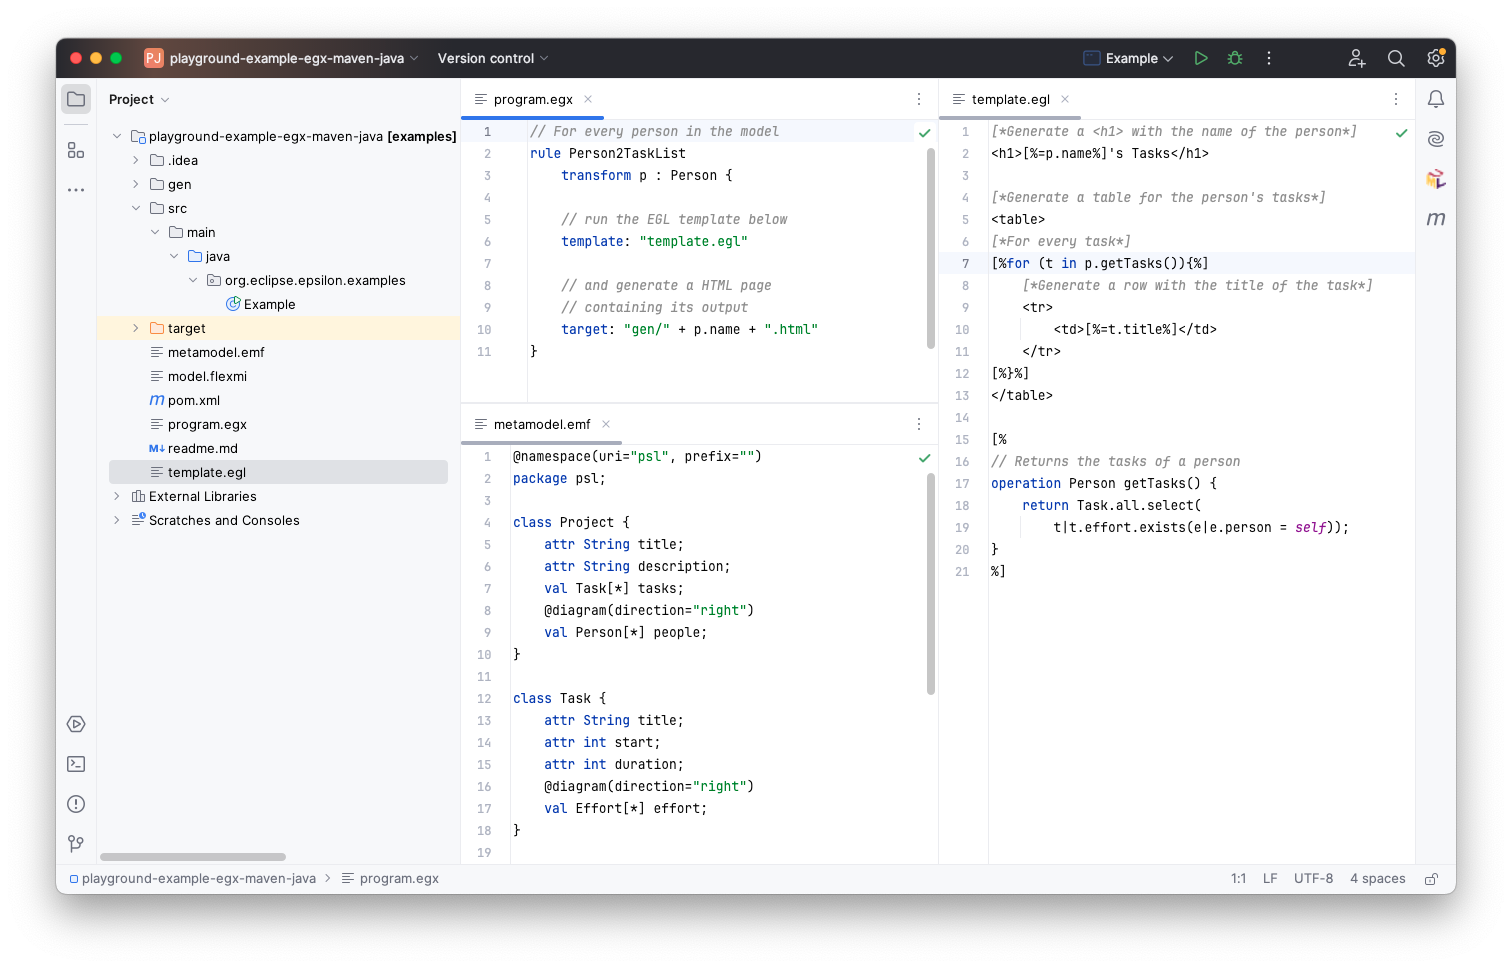 PJ playground-example-egx-maven-java Version control Example
Project
playground-example-egx-maven-java [examples]
.idea
gen
src
main
java
org.eclipse.epsilon.examples
Example
target
metamodel.emf
model.flexmi
m pom.xml
program.egx
M↓ readme.md
template.egl
External Libraries
Scratches and Consoles
program.egx
1 // For every person in the model
2 rule Person2TaskList
3     transform p : Person {
4
5     // run the EGL template below
6     template: "template.egl"
7
8     // and generate a HTML page
9     // containing its output
10     target: "gen/" + p.name + ".html"
11 }
metamodel.emf
1 @namespace(uri="psl", prefix="")
2 package psl;
3
4 class Project {
5     attr String title;
6     attr String description;
7     val Task[*] tasks;
8     @diagram(direction="right")
9     val Person[*] people;
10 }
11
12 class Task {
13     attr String title;
14     attr int start;
15     attr int duration;
16     @diagram(direction="right")
17     val Effort[*] effort;
18 }
19
template.egl
1 [*Generate a <h1> with the name of the person*]
2 <h1>[%=p.name%]'s Tasks</h1>
3
4 [*Generate a table for the person's tasks*]
5 <table>
6 [*For every task*]
7 [%for (t in p.getTasks()){%]
8     [*Generate a row with the title of the task*]
9     <tr>
10         <td>[%=t.title%]</td>
11     </tr>
12 [%}%]
13 </table>
14
15 [%
16 // Returns the tasks of a person
17 operation Person getTasks() {
18     return Task.all.select(
19         t|t.effort.exists(e|e.person = self));
20 }
21 %]
m
playground-example-egx-maven-java > program.egx 1:1 LF UTF-8 4 spaces